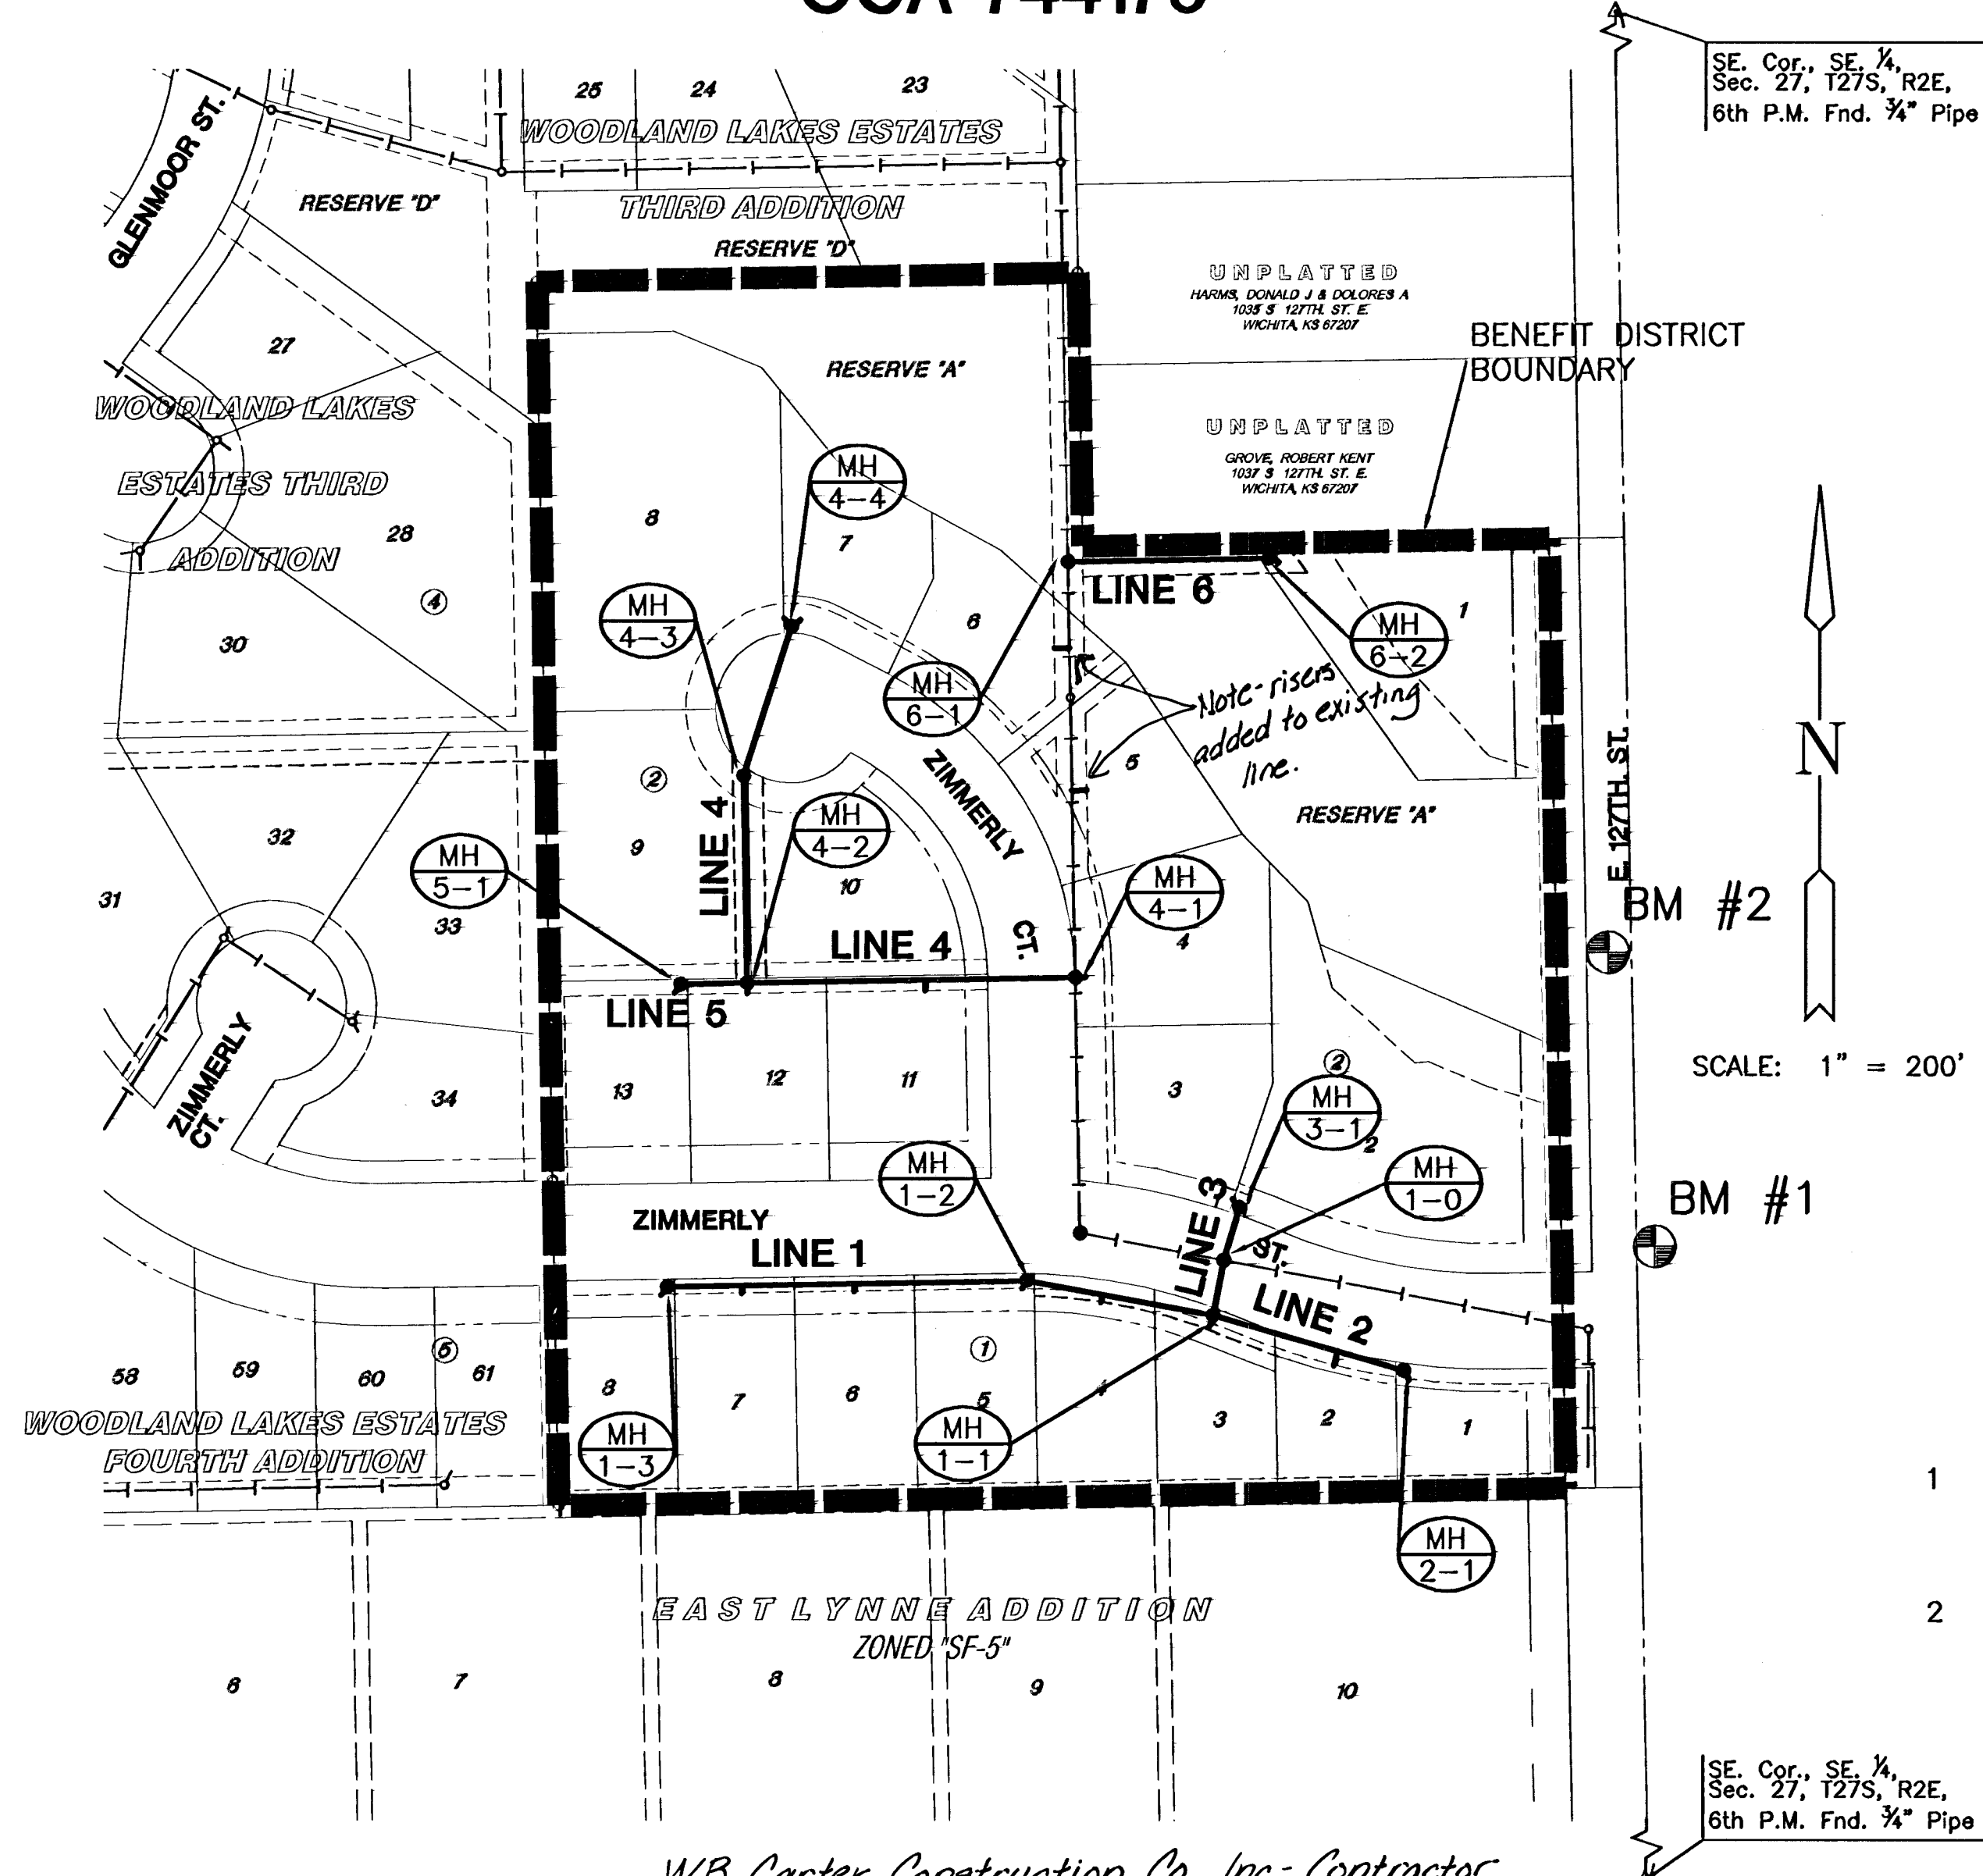 SE. Cor., SE. ¼,
Sec. 27, T27S, R2E,
6th P.M. Fnd. ¾" Pipe
25
24
23
WOODLAND LAKES ESTATES
THIRD ADDITION
RESERVE "D"
RESERVE "D"
GLENMOOR ST.
UNPLATTED
HARMS, DONALD J & DOLORES A
1035 S 127TH. ST. E.
WICHITA, KS 67207
BENEFIT DISTRICT
BOUNDARY
27
RESERVE "A"
WOODLAND LAKES
ESTATES THIRD
ADDITION
28
4
30
UNPLATTED
GROVE, ROBERT KENT
1037 S 127TH. ST. E.
WICHITA, KS 67207
MH
4-4
8
7
6
MH
4-3
LINE 6
1
MH
6-2
MH
6-1
Note-risers
added to existing
line.
5
N
E. 127TH. ST.
2
ZIMMERLY
CT.
RESERVE "A"
LINE 4
MH
4-2
9
10
32
31
33
MH
5-1
MH
4-1
4
LINE 4
LINE 5
BM #2
SCALE: 1" = 200'
ZIMMERLY
CT.
34
13
12
11
3
2
MH
3-1
2
MH
1-2
MH
1-0
BM #1
ZIMMERLY
ST.
LINE 1
LINE 3
LINE 2
58
59
60
5
61
8
7
6
1
5
4
3
2
1
WOODLAND LAKES ESTATES
FOURTH ADDITION
MH
1-3
MH
1-1
MH
2-1
1
2
EAST LYNNE ADDITION
ZONED "SF-5"
6
7
8
9
10
SE. Cor., SE. ¼,
Sec. 27, T27S, R2E,
6th P.M. Fnd. ¾" Pipe
WB Carter Construction Co. Inc - Contractor